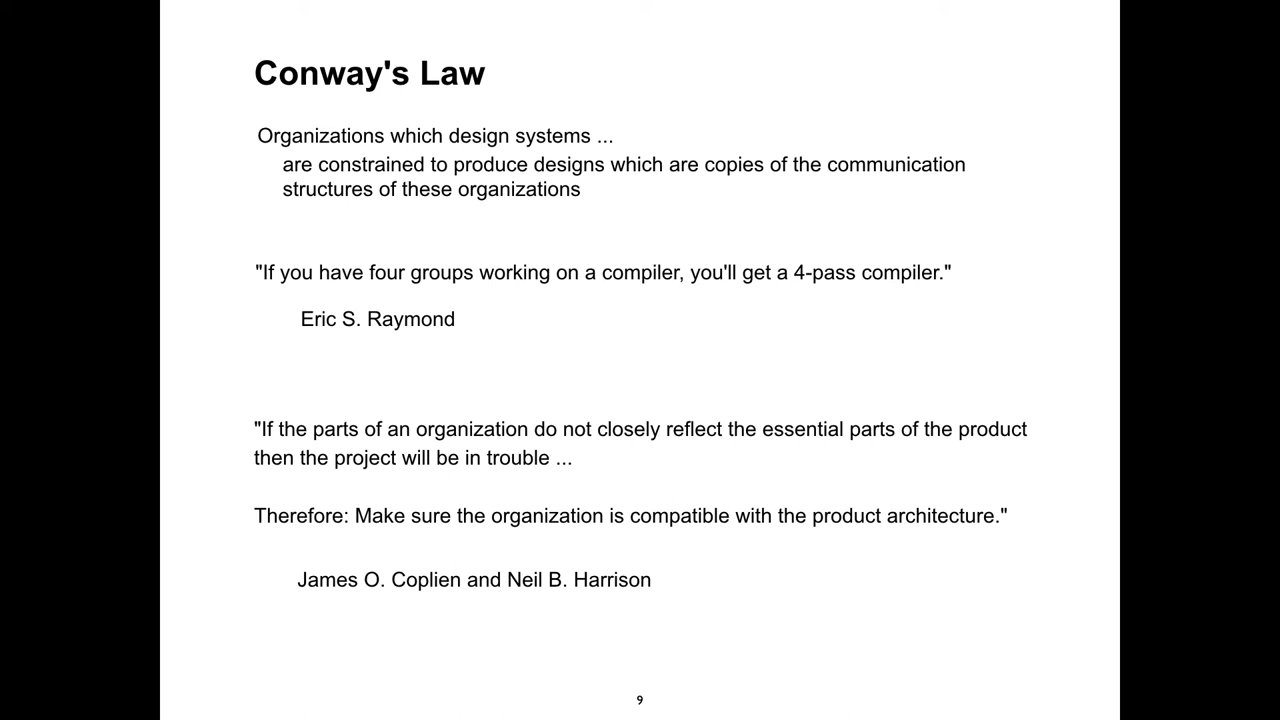 Conway's Law
Organizations which design systems ...
are constrained to produce designs which are copies of the communication
structures of these organizations
"If you have four groups working on a compiler, you'll get a 4-pass compiler."
Eric S. Raymond
"If the parts of an organization do not closely reflect the essential parts of the product
then the project will be in trouble ...
Therefore: Make sure the organization is compatible with the product architecture."
James O. Coplien and Neil B. Harrison
9